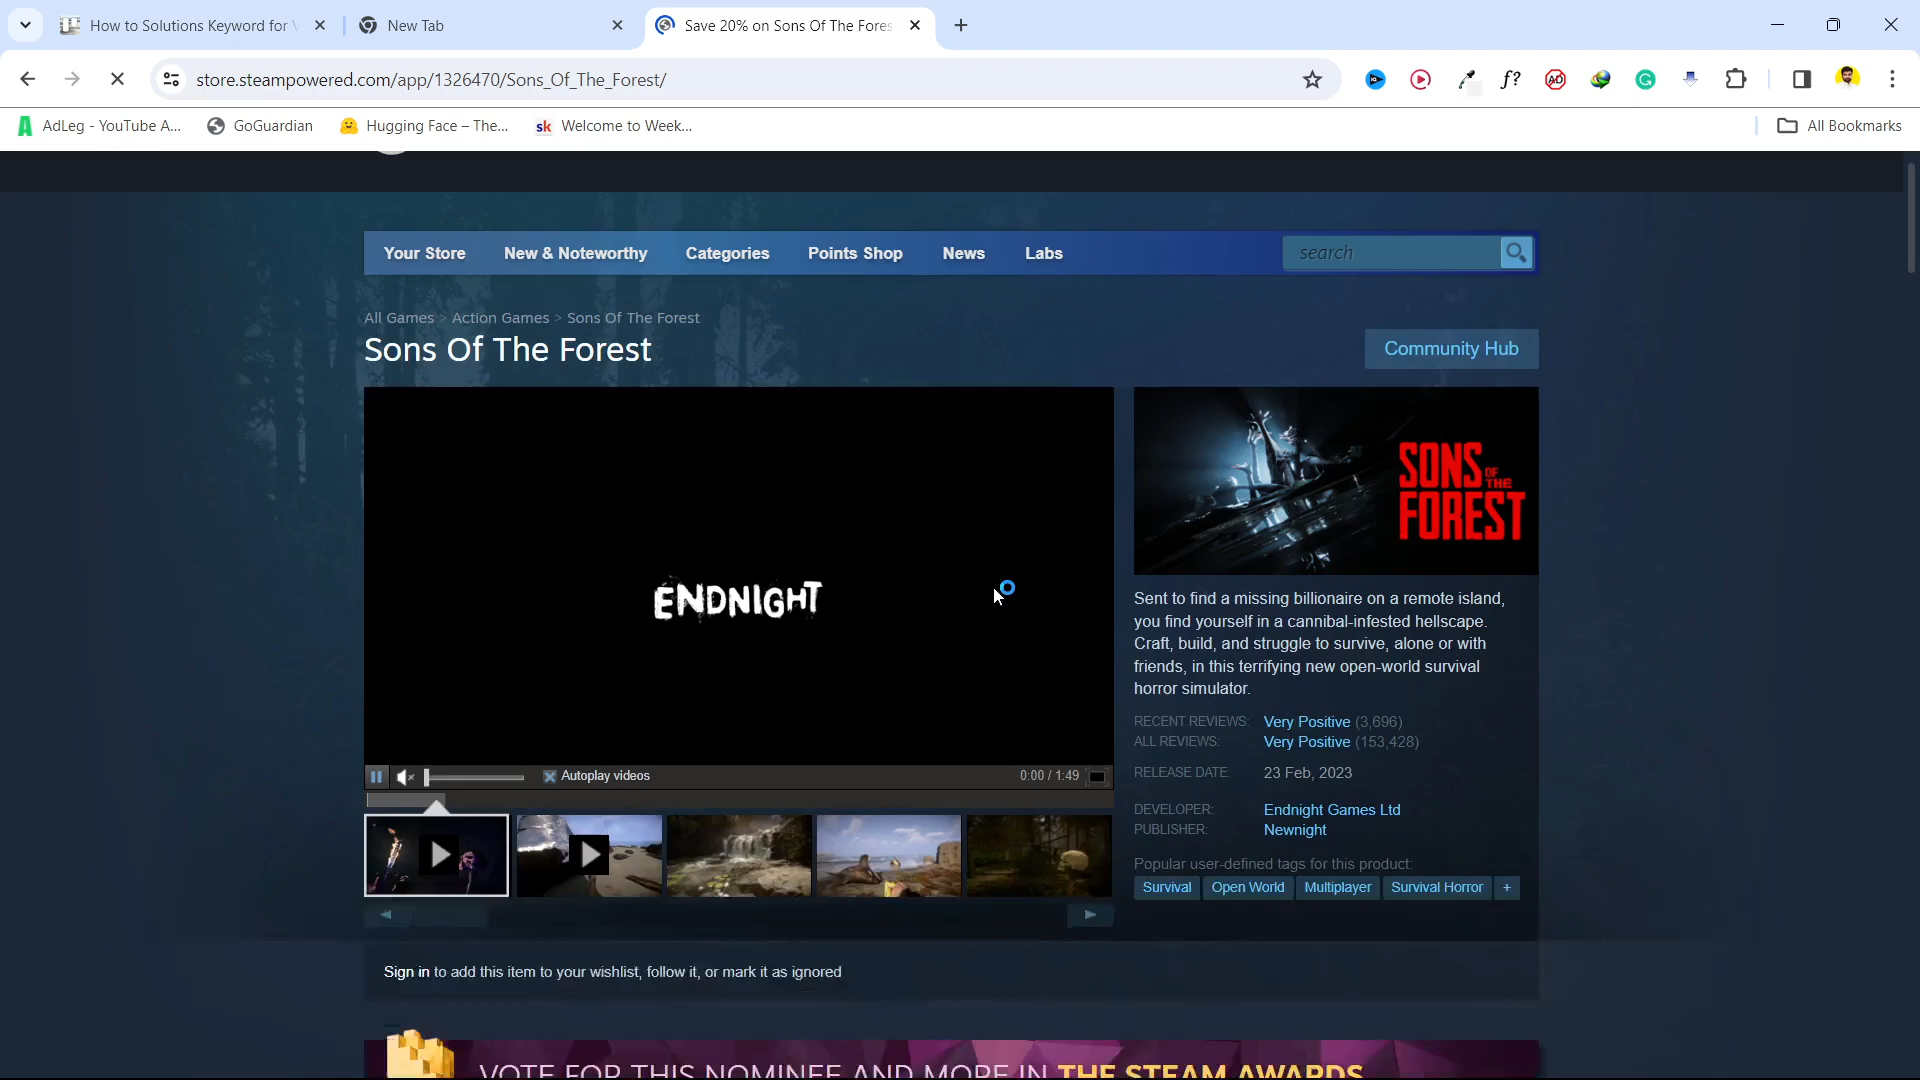 How to Solutions Keyword for
New Tab
Save 20% on Sons Of The Fores
store.steampowered.com/app/1326470/Sons_Of_The_Forest/
f?
AD
AdLeg - YouTube A...
GoGuardian
Hugging Face – The...
sk
Welcome to Week...
All Bookmarks
Your Store
New & Noteworthy
Categories
Points Shop
News
Labs
search
All Games > Action Games > Sons Of The Forest
Sons Of The Forest
Community Hub
ENDNIGHT
SONS
OF THE
FOREST
Sent to find a missing billionaire on a remote island,
you find yourself in a cannibal-infested hellscape.
Craft, build, and struggle to survive, alone or with
friends, in this terrifying new open-world survival
horror simulator.
RECENT REVIEWS: Very Positive (3,696)
ALL REVIEWS: Very Positive (153,428)
RELEASE DATE: 23 Feb, 2023
DEVELOPER: Endnight Games Ltd
PUBLISHER: Newnight
Popular user-defined tags for this product:
Survival
Open World
Multiplayer
Survival Horror
+
Autoplay videos
0:00 / 1:49
Sign in to add this item to your wishlist, follow it, or mark it as ignored
VOTE FOR THIS NOMINEE AND MORE IN THE STEAM AWARDS